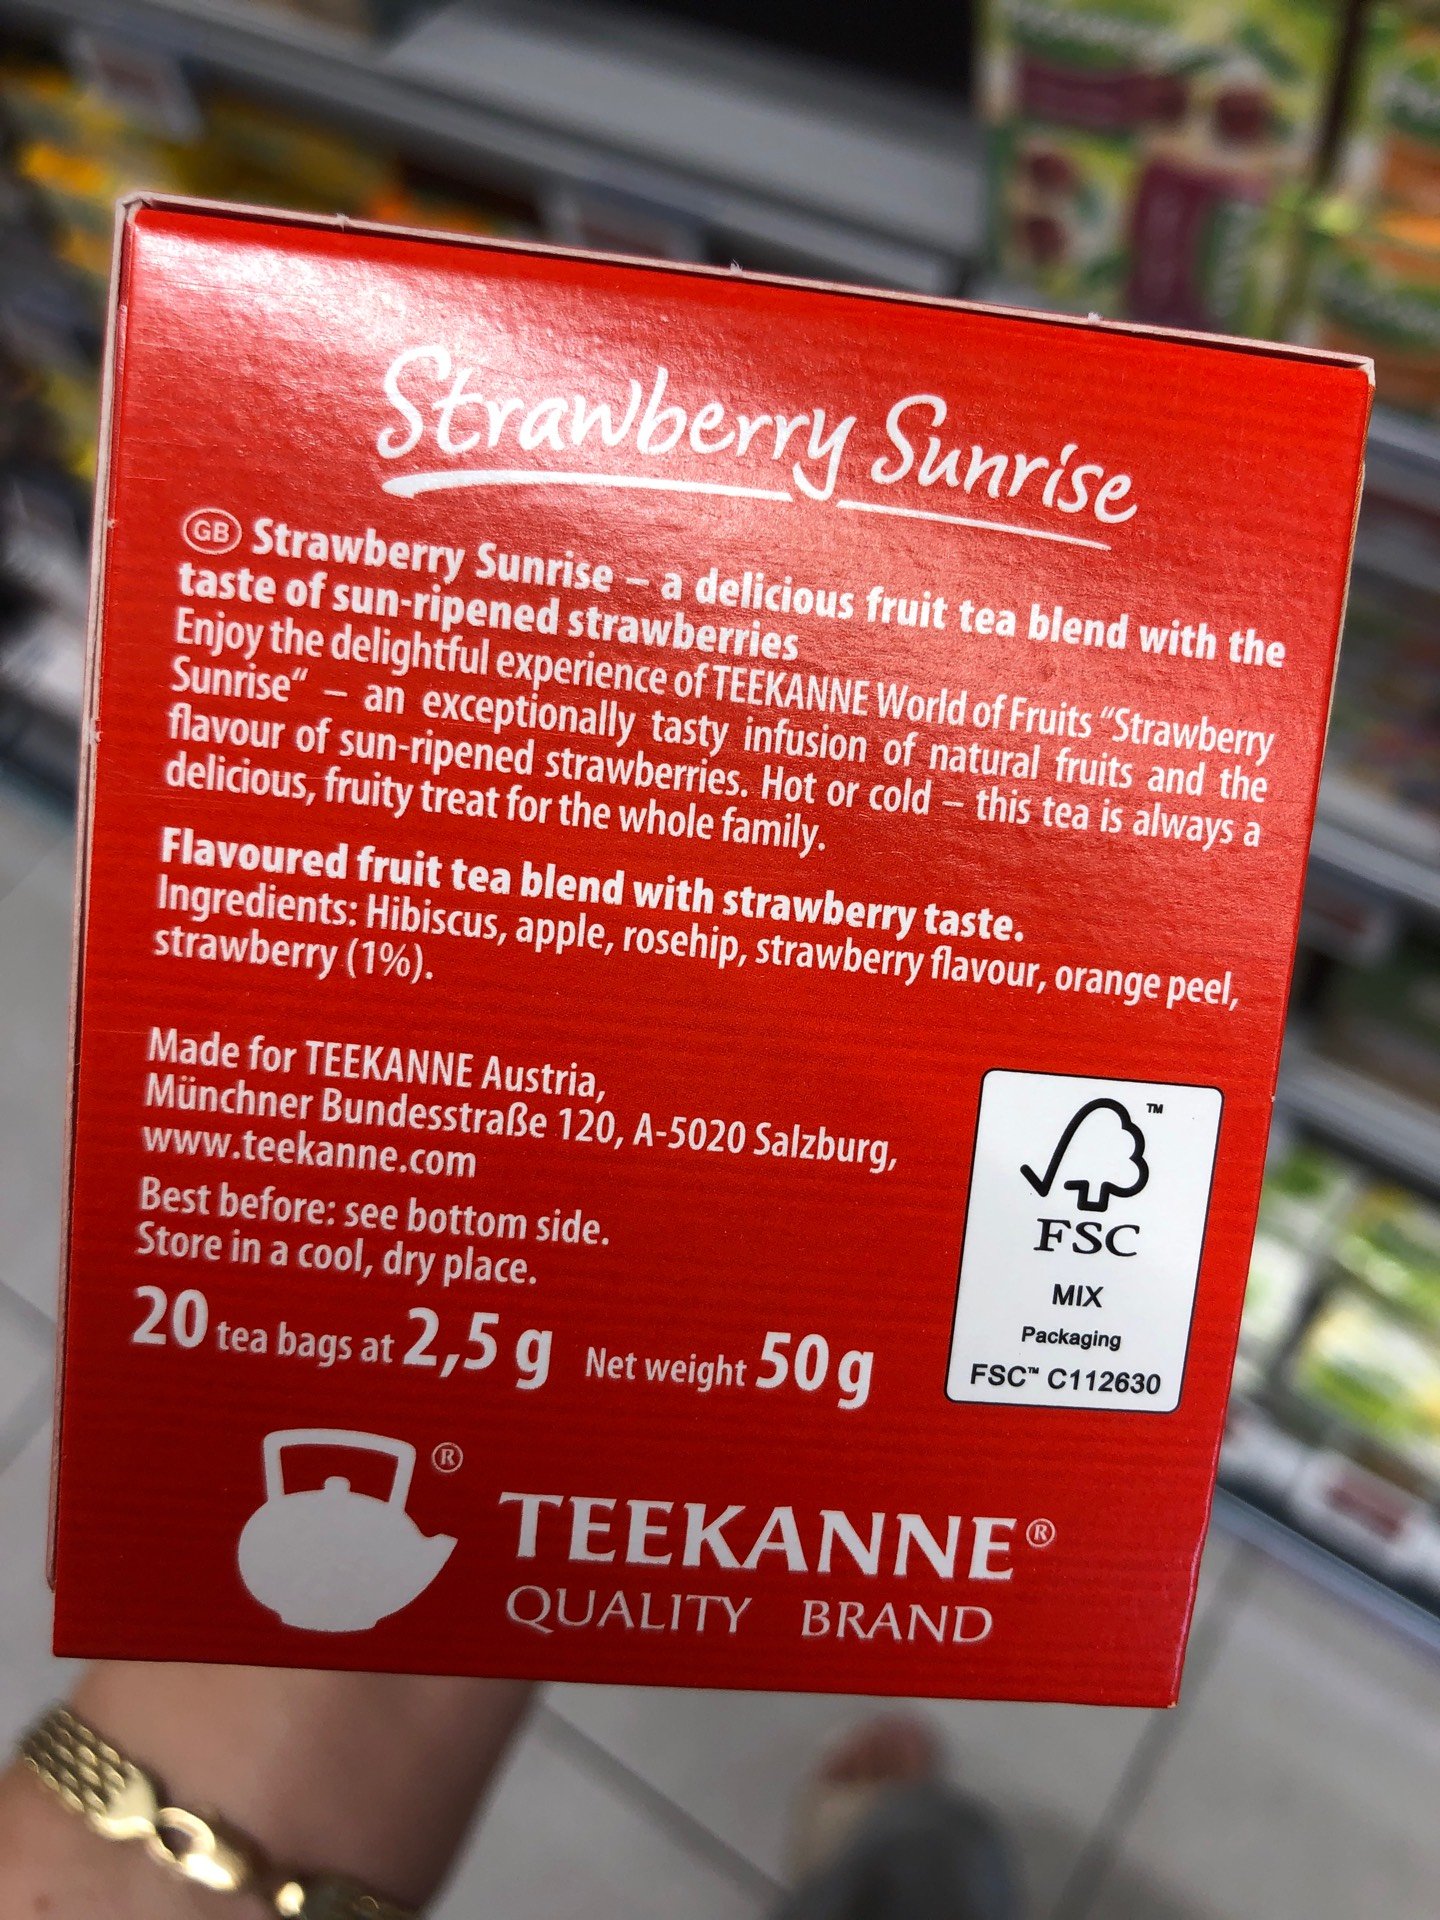 Strawberry Sunrise
GB Strawberry Sunrise – a delicious fruit tea blend with the
taste of sun-ripened strawberries
Enjoy the delightful experience of TEEKANNE World of Fruits “Strawberry
Sunrise“ – an exceptionally tasty infusion of natural fruits and the
flavour of sun-ripened strawberries. Hot or cold – this tea is always a
delicious, fruity treat for the whole family.
Flavoured fruit tea blend with strawberry taste.
Ingredients: Hibiscus, apple, rosehip, strawberry flavour, orange peel,
strawberry (1%).
Made for TEEKANNE Austria,
Münchner Bundesstraße 120, A-5020 Salzburg,
www.teekanne.com
Best before: see bottom side.
Store in a cool, dry place.
20 tea bags at 2,5 g Net weight 50 g
™
FSC
MIX
Packaging
FSC™ C112630
®
TEEKANNE®
QUALITY BRAND